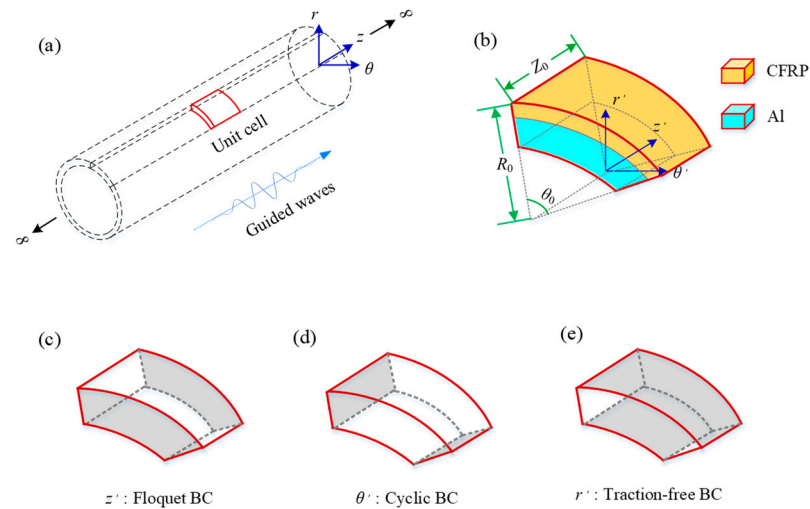 (a)
r
z
θ
∞
Unit cell
Guided waves
∞
(b)
Z₀
r′
z′
θ′
R₀
θ₀
CFRP
Al
(c)
(d)
(e)
z′ : Floquet BC
θ′ : Cyclic BC
r′ : Traction-free BC